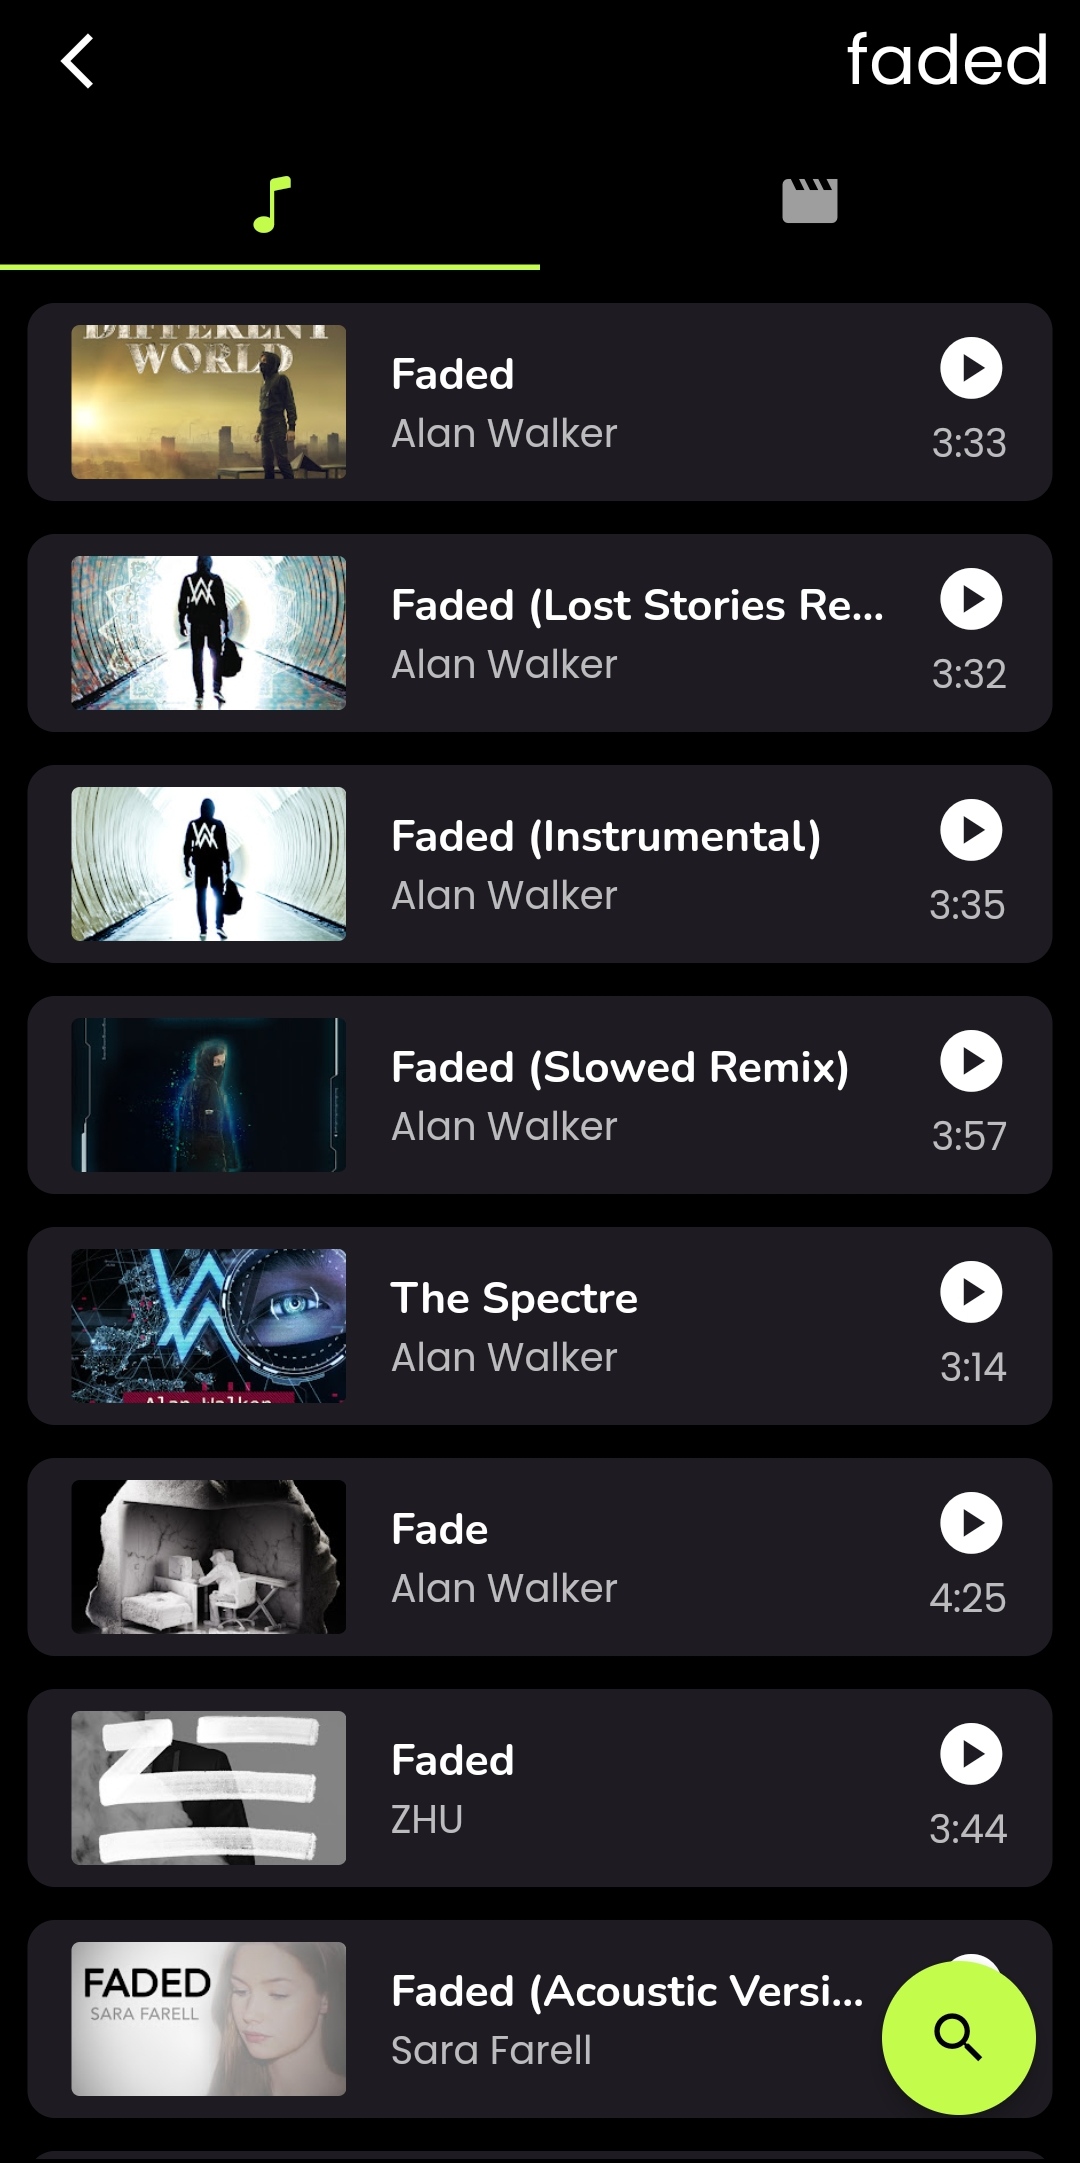 faded
DIFFERENT
WORLD
Faded
Alan Walker
3:33
Faded (Lost Stories Re...
Alan Walker
3:32
Faded (Instrumental)
Alan Walker
3:35
Faded (Slowed Remix)
Alan Walker
3:57
Alan Walker
The Spectre
Alan Walker
3:14
Fade
Alan Walker
4:25
Faded
ZHU
3:44
FADED
SARA FARELL
Faded (Acoustic Versi...
Sara Farell